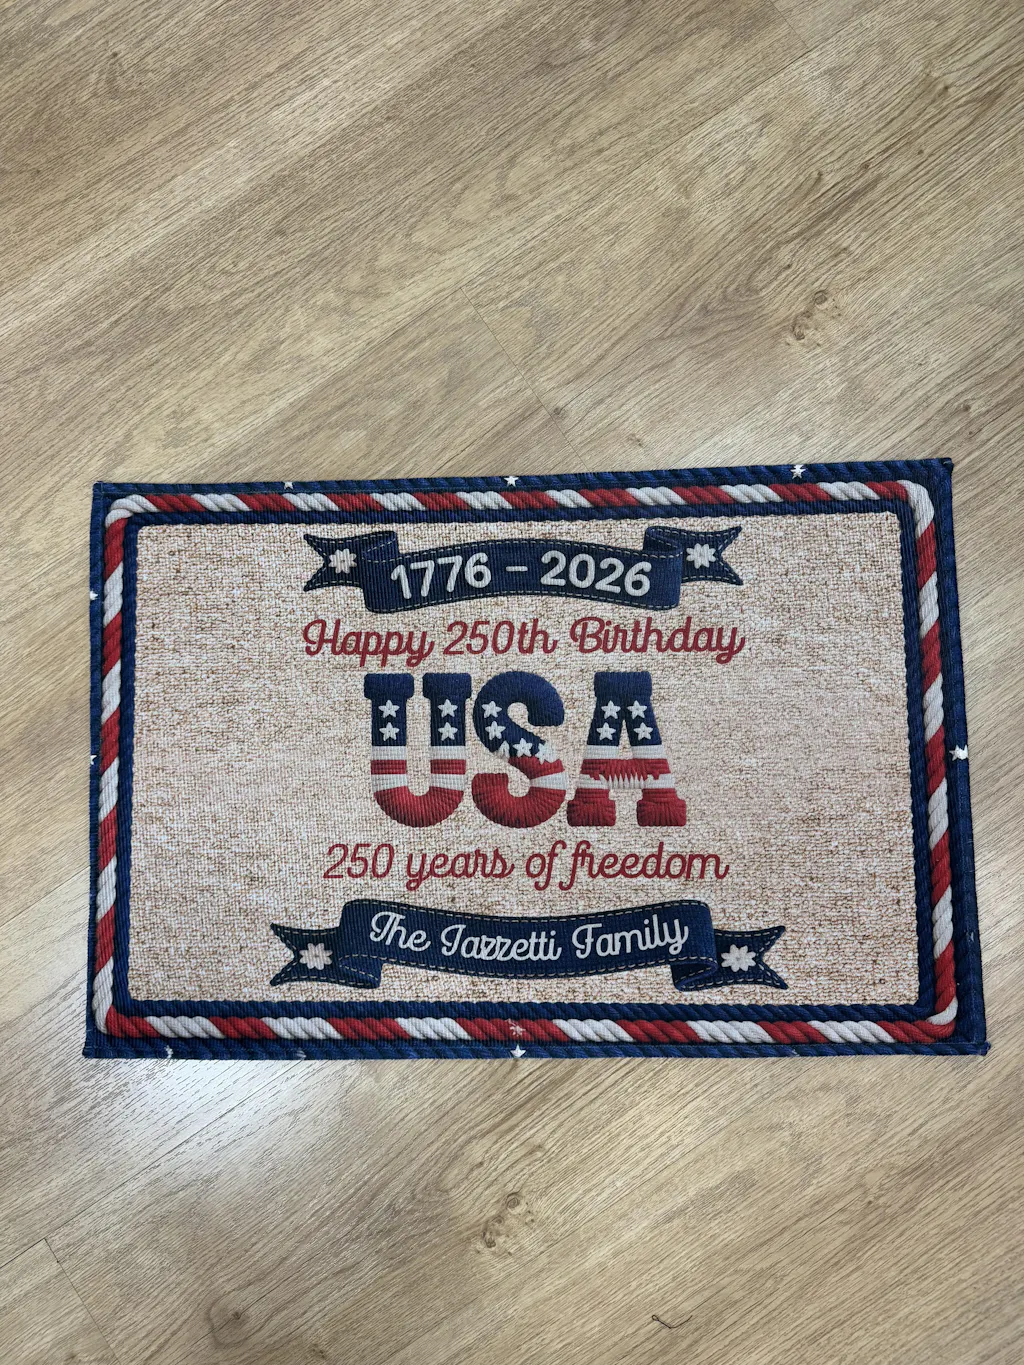 1776 - 2026
Happy 250th Birthday
USA
250 years of freedom
The Iazzetti Family